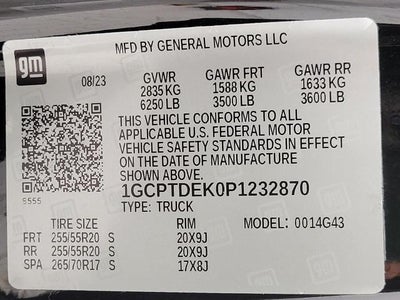 gm
MFD BY GENERAL MOTORS LLC
08/23 GVWR GAWR FRT GAWR RR
2835 KG 1588 KG 1633 KG
6250 LB 3500 LB 3600 LB
THIS VEHICLE CONFORMS TO ALL
APPLICABLE U.S. FEDERAL MOTOR
VEHICLE SAFETY STANDARDS IN EFFECT
ON THE DATE OF MANUFACTURE
SHOWN ABOVE.
1GCPTDEK0P1232870
5555 TYPE: TRUCK
TIRE SIZE RIM MODEL: 0014G43
FRT 255/55R20 S 20X9J
RR 255/55R20 S 20X9J
SPA 265/70R17 S 17X8J